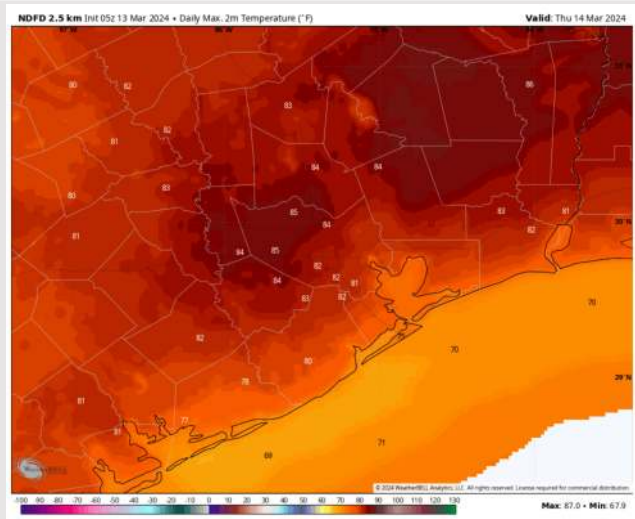 NDFD 2.5 km Init 05z 13 Mar 2024 • Daily Max. 2m Temperature (°F) Valid: Thu 14 Mar 2024
80 82 83 86
81 82
84 84
80 83
85 83 81
81 84 82 30°N
84 85
82
84 82 81
83 82
70
82 70
80
78 29°N
81
77
81
71
69
© 2024 WeatherBELL Analytics, LLC. All rights reserved. License required for commercial distribution.
-100 -90 -80 -70 -60 -50 -40 -30 -20 -10 0 10 20 30 40 50 60 70 80 90 100 110 120 130 Max: 87.0 • Min: 67.9